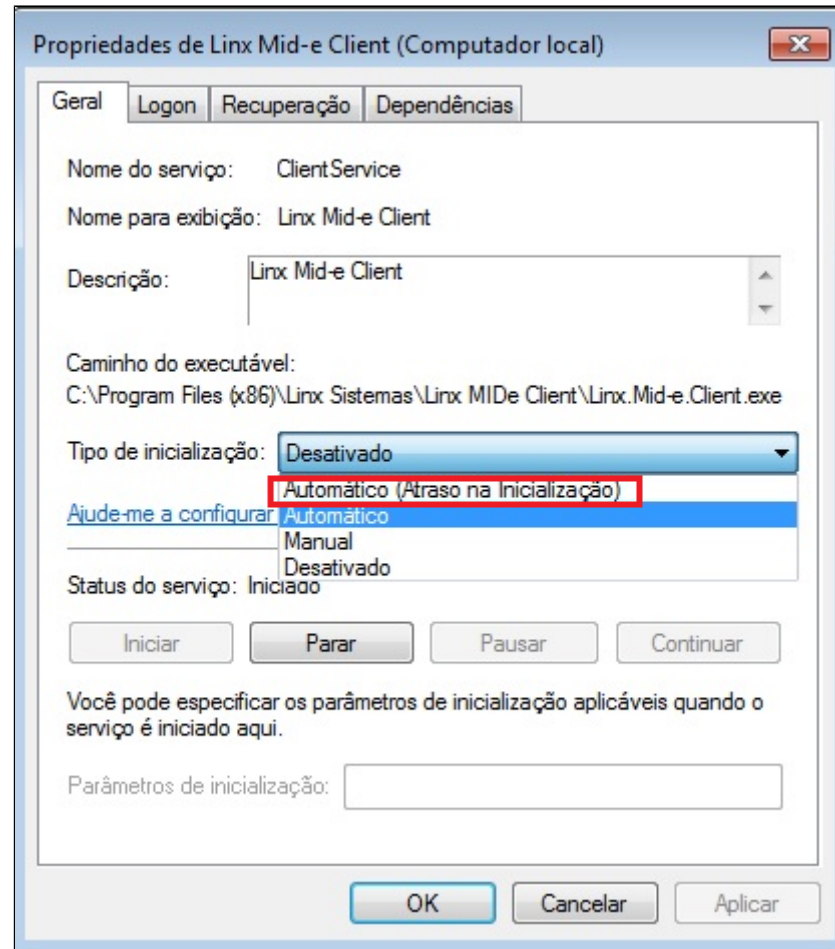 Propriedades de Linx Mid-e Client (Computador local)
Geral Logon Recuperação Dependências
Nome do serviço: ClientService
Nome para exibição: Linx Mid-e Client
Descrição: Linx Mid-e Client
Caminho do executável:
C:\Program Files (x86)\Linx Sistemas\Linx MIDe Client\Linx.Mid-e.Client.exe
Tipo de inicialização: Desativado
Automático (Atraso na Inicialização)
Ajude-me a configurar Automático
Manual
Desativado
Status do serviço: Iniciado
Iniciar Parar Pausar Continuar
Você pode especificar os parâmetros de inicialização aplicáveis quando o
serviço é iniciado aqui.
Parâmetros de inicialização:
OK Cancelar Aplicar